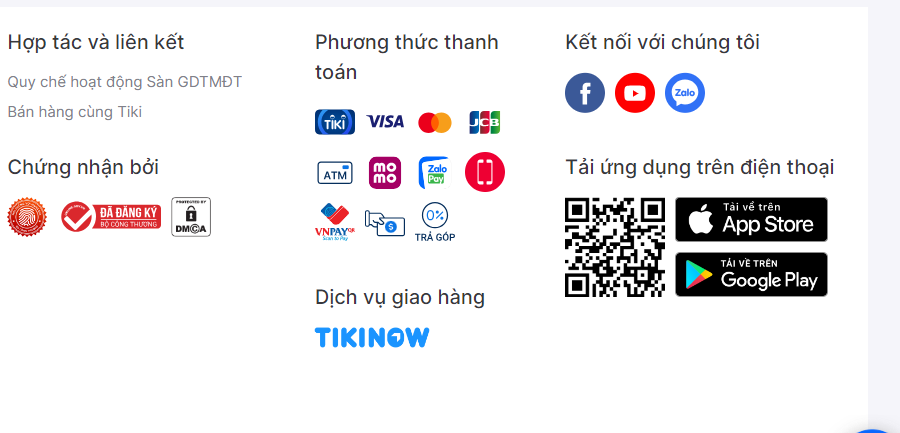 Hợp tác và liên kết
Quy chế hoạt động Sàn GDTMĐT
Bán hàng cùng Tiki
Chứng nhận bởi
ĐÃ ĐĂNG KÝ
BỘ CÔNG THƯƠNG
PROTECTED BY
DMCA
Phương thức thanh
toán
TIKI
VISA
JCB
ATM
mo
mo
Zalo
Pay
VNPAY QR
Scan to Pay
0%
TRẢ GÓP
Dịch vụ giao hàng
TIKINOW
Kết nối với chúng tôi
f
Zalo
Tải ứng dụng trên điện thoại
Tải về trên
App Store
TẢI VỀ TRÊN
Google Play